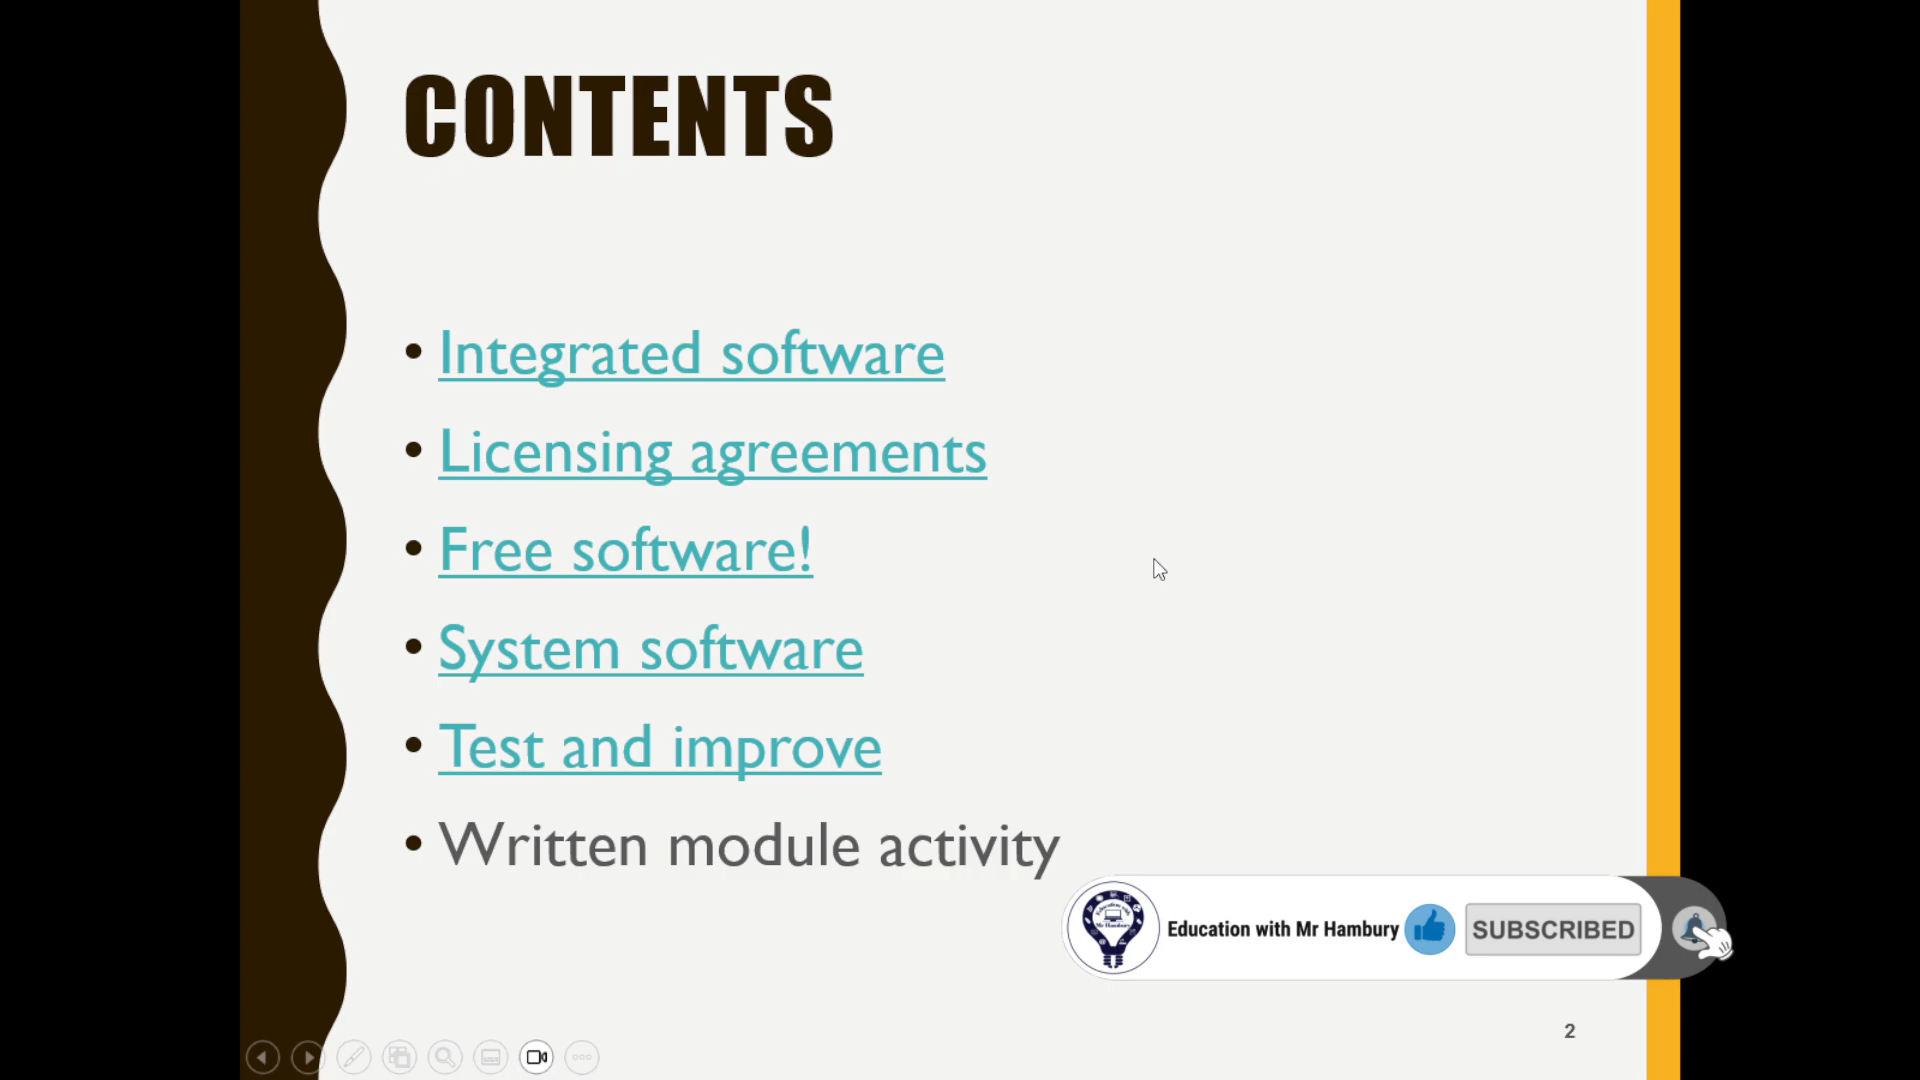 CONTENTS
• Integrated software
• Licensing agreements
• Free software!
• System software
• Test and improve
• Written module activity
Education with Mr Hambury
SUBSCRIBED
2